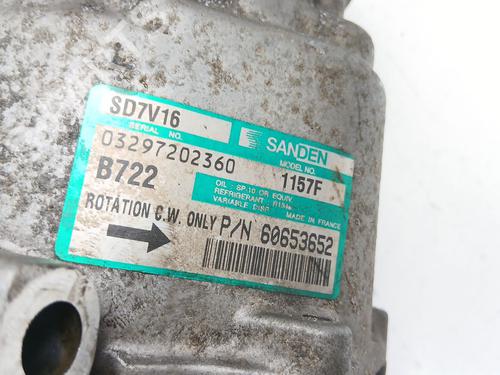 SD7V16
SERIAL NO.
SANDEN
03297202360
MODEL NO.
B722
1157F
OIL : SP.10 OR EQUIV.
REFRIGERANT R134a
VARIABLE DISP.
MADE IN FRANCE
ROTATION C.W. ONLY
P/N 60653652